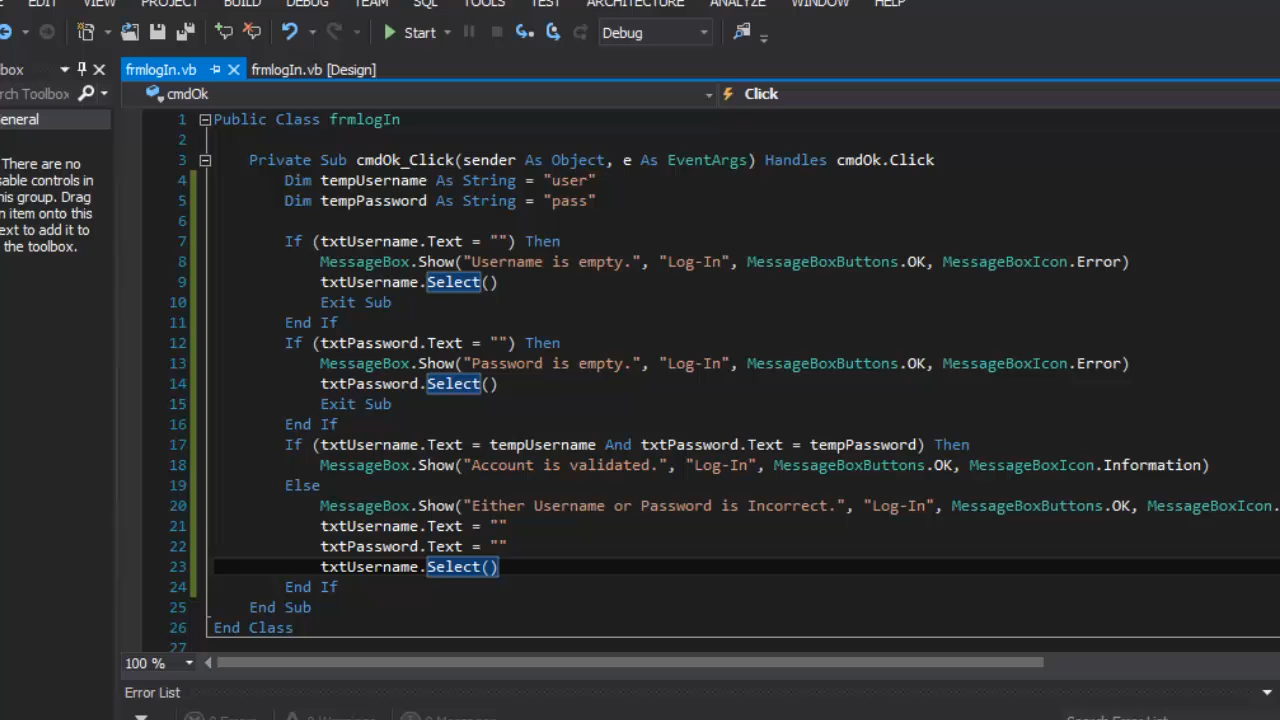 EDIT VIEW PROJECT BUILD DEBUG TEAM SQL TOOLS TEST ARCHITECTURE ANALYZE WINDOW HELP
Start Debug
box frmlogIn.vb frmlogIn.vb [Design]
rch Toolbox cmdOk Click
eneral
There are no
sable controls in
his group. Drag
n item onto this
ext to add it to
the toolbox.
1 Public Class frmlogIn
2
3 Private Sub cmdOk_Click(sender As Object, e As EventArgs) Handles cmdOk.Click
4 Dim tempUsername As String = "user"
5 Dim tempPassword As String = "pass"
6
7 If (txtUsername.Text = "") Then
8 MessageBox.Show("Username is empty.", "Log-In", MessageBoxButtons.OK, MessageBoxIcon.Error)
9 txtUsername.Select()
10 Exit Sub
11 End If
12 If (txtPassword.Text = "") Then
13 MessageBox.Show("Password is empty.", "Log-In", MessageBoxButtons.OK, MessageBoxIcon.Error)
14 txtPassword.Select()
15 Exit Sub
16 End If
17 If (txtUsername.Text = tempUsername And txtPassword.Text = tempPassword) Then
18 MessageBox.Show("Account is validated.", "Log-In", MessageBoxButtons.OK, MessageBoxIcon.Information)
19 Else
20 MessageBox.Show("Either Username or Password is Incorrect.", "Log-In", MessageBoxButtons.OK, MessageBoxIcon.
21 txtUsername.Text = ""
22 txtPassword.Text = ""
23 txtUsername.Select()
24 End If
25 End Sub
26 End Class
27
100 %
Error List